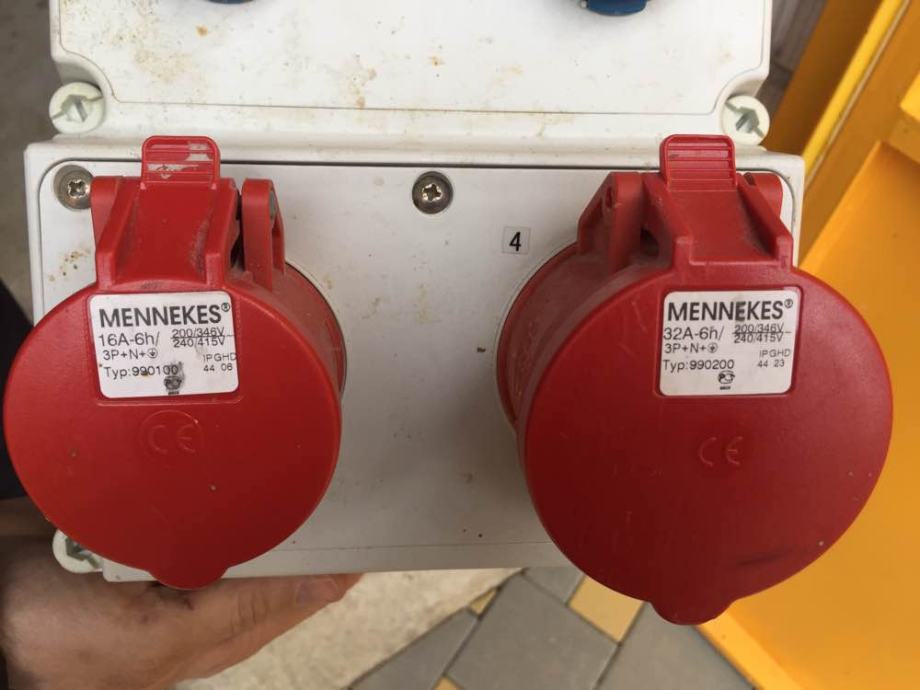 4
MENNEKES®
16A-6h/ 200/346V
240/415V
3P+N+
IPGHD
Typ:990100 44 06
CE
MENNEKES®
32A-6h/ 200/346V
240/415V
3P+N+
IPGHD
Typ:990200 44 23
CE